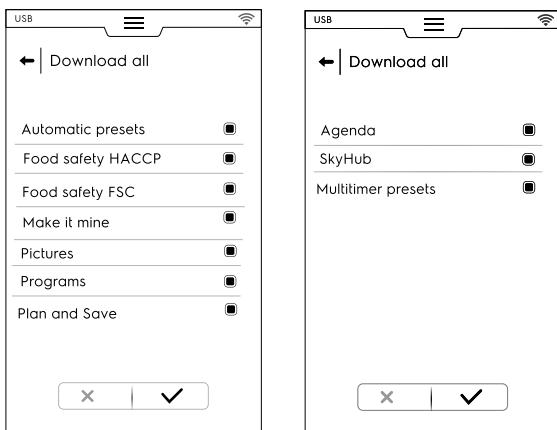 USB
Download all
Automatic presets
Food safety HACCP
Food safety FSC
Make it mine
Pictures
Programs
Plan and Save
USB
Download all
Agenda
SkyHub
Multitimer presets